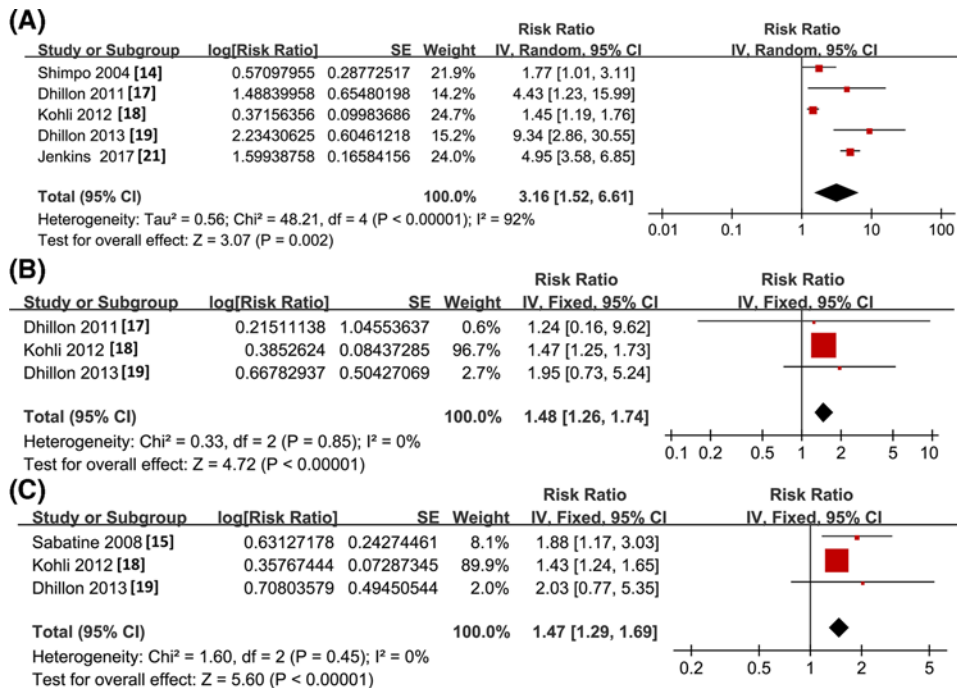 (A)
Risk Ratio Risk Ratio
Study or Subgroup log[Risk Ratio] SE Weight IV, Random, 95% CI IV, Random, 95% CI
Shimpo 2004 [14] 0.57097955 0.28772517 21.9% 1.77 [1.01, 3.11]
Dhillon 2011 [17] 1.48839958 0.65480198 14.2% 4.43 [1.23, 15.99]
Kohli 2012 [18] 0.37156356 0.09983686 24.7% 1.45 [1.19, 1.76]
Dhillon 2013 [19] 2.23430625 0.60461218 15.2% 9.34 [2.86, 30.55]
Jenkins 2017 [21] 1.59938758 0.16584156 24.0% 4.95 [3.58, 6.85]
Total (95% CI) 100.0% 3.16 [1.52, 6.61]
Heterogeneity: Tau² = 0.56; Chi² = 48.21, df = 4 (P < 0.00001); I² = 92%
Test for overall effect: Z = 3.07 (P = 0.002)
0.01 0.1 1 10 100
(B)
Risk Ratio Risk Ratio
Study or Subgroup log[Risk Ratio] SE Weight IV, Fixed, 95% CI IV, Fixed, 95% CI
Dhillon 2011 [17] 0.21511138 1.04553637 0.6% 1.24 [0.16, 9.62]
Kohli 2012 [18] 0.3852624 0.08437285 96.7% 1.47 [1.25, 1.73]
Dhillon 2013 [19] 0.66782937 0.50427069 2.7% 1.95 [0.73, 5.24]
Total (95% CI) 100.0% 1.48 [1.26, 1.74]
Heterogeneity: Chi² = 0.33, df = 2 (P = 0.85); I² = 0%
Test for overall effect: Z = 4.72 (P < 0.00001)
0.1 0.2 0.5 1 2 5 10
(C)
Risk Ratio Risk Ratio
Study or Subgroup log[Risk Ratio] SE Weight IV, Fixed, 95% CI IV, Fixed, 95% CI
Sabatine 2008 [15] 0.63127178 0.24274461 8.1% 1.88 [1.17, 3.03]
Kohli 2012 [18] 0.35767444 0.07287345 89.9% 1.43 [1.24, 1.65]
Dhillon 2013 [19] 0.70803579 0.49450544 2.0% 2.03 [0.77, 5.35]
Total (95% CI) 100.0% 1.47 [1.29, 1.69]
Heterogeneity: Chi² = 1.60, df = 2 (P = 0.45); I² = 0%
Test for overall effect: Z = 5.60 (P < 0.00001)
0.2 0.5 1 2 5